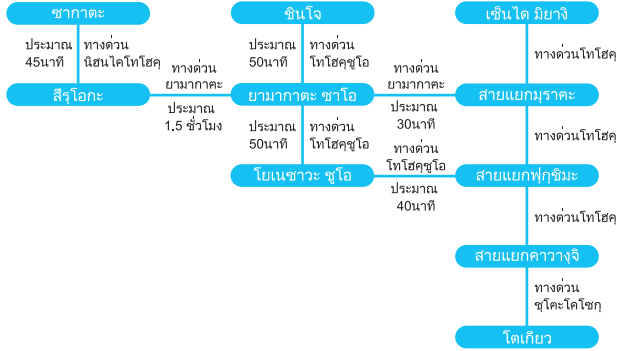 ซากาตะ
ชินโจ
เซ็นได มิยางิ
ประมาณ
45นาที
ทางด่วน
นิฮนไคโทโฮคุ
ประมาณ
50นาที
ทางด่วน
โทโฮคุชูโอ
ทางด่วนโทโฮคุ
ทางด่วน
ยามากาคะ
ทางด่วน
ยามากาคะ
สึรุโอกะ
ยามากาตะ ซาโอ
สายแยกมุราคะ
ประมาณ
1.5 ชั่วโมง
ประมาณ
30นาที
ประมาณ
50นาที
ทางด่วน
โทโฮคุชูโอ
ทางด่วนโทโฮคุ
ทางด่วน
โทโฮคุชูโอ
โยเนซาวะ ชูโอ
สายแยกฟุกุชิมะ
ประมาณ
40นาที
ทางด่วนโทโฮคุ
สายแยกคาวางุจิ
ทางด่วน
ชุโตะโคโซกุ
โตเกียว